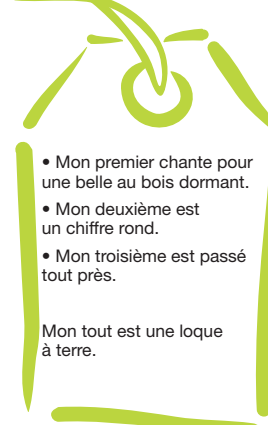 • Mon premier chante pour
une belle au bois dormant.
• Mon deuxième est
un chiffre rond.
• Mon troisième est passé
tout près.
Mon tout est une loque
à terre.